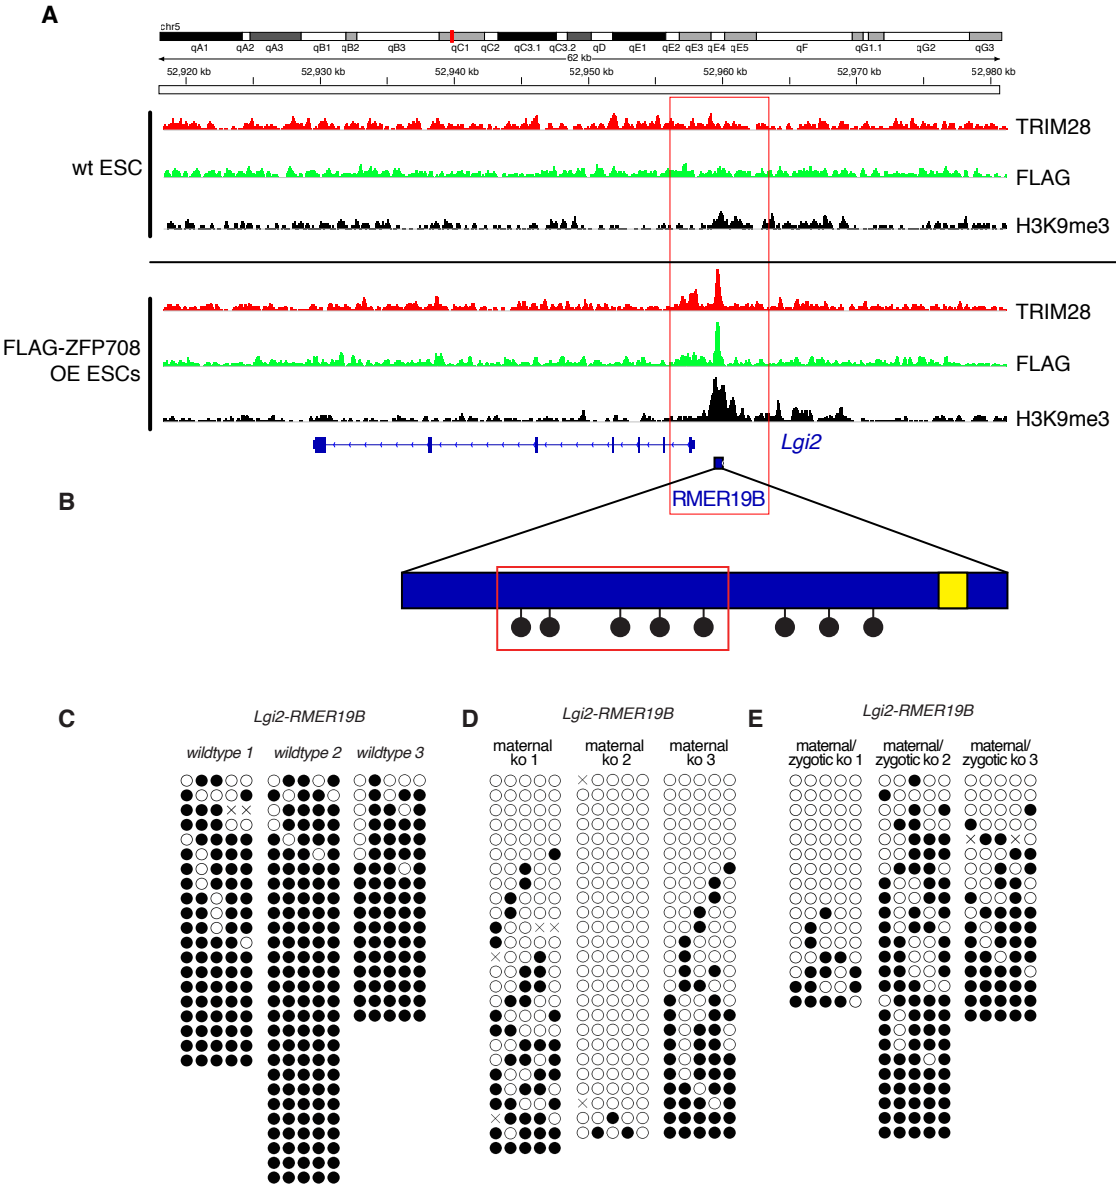 A
chr5
qA1 qA2 qA3 qB1 qB2 qB3 qC1 qC2 qC3.1 qC3.2 qD qE1 qE2 qE3 qE4 qE5 qF qG1.1 qG2 qG3
62 kb
52,920 kb 52,930 kb 52,940 kb 52,950 kb 52,960 kb 52,970 kb 52,980 kb
wt ESC
TRIM28
FLAG
H3K9me3
FLAG-ZFP708
OE ESCs
TRIM28
FLAG
H3K9me3
Lgi2
RMER19B
B
C
Lgi2-RMER19B
wildtype 1 wildtype 2 wildtype 3
D
Lgi2-RMER19B
maternal
ko 1
maternal
ko 2
maternal
ko 3
E
Lgi2-RMER19B
maternal/
zygotic ko 1
maternal/
zygotic ko 2
maternal/
zygotic ko 3